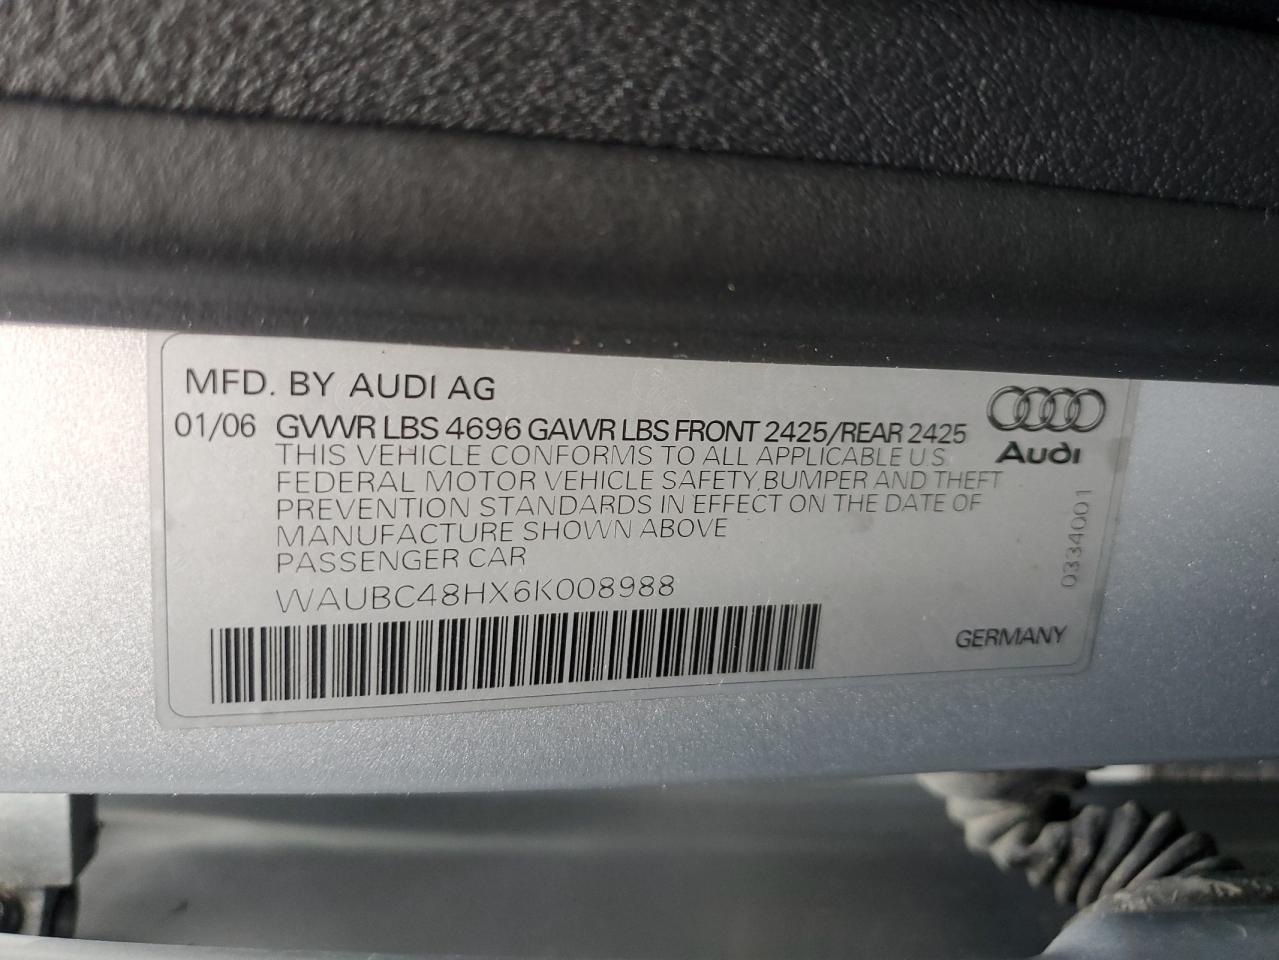 MFD. BY AUDI AG
01/06 GVWR LBS 4696 GAWR LBS FRONT 2425/REAR 2425
THIS VEHICLE CONFORMS TO ALL APPLICABLE U.S.
FEDERAL MOTOR VEHICLE SAFETY, BUMPER AND THEFT
PREVENTION STANDARDS IN EFFECT ON THE DATE OF
MANUFACTURE SHOWN ABOVE
PASSENGER CAR
WAUBC48HX6K008988
Audi
0334001
GERMANY